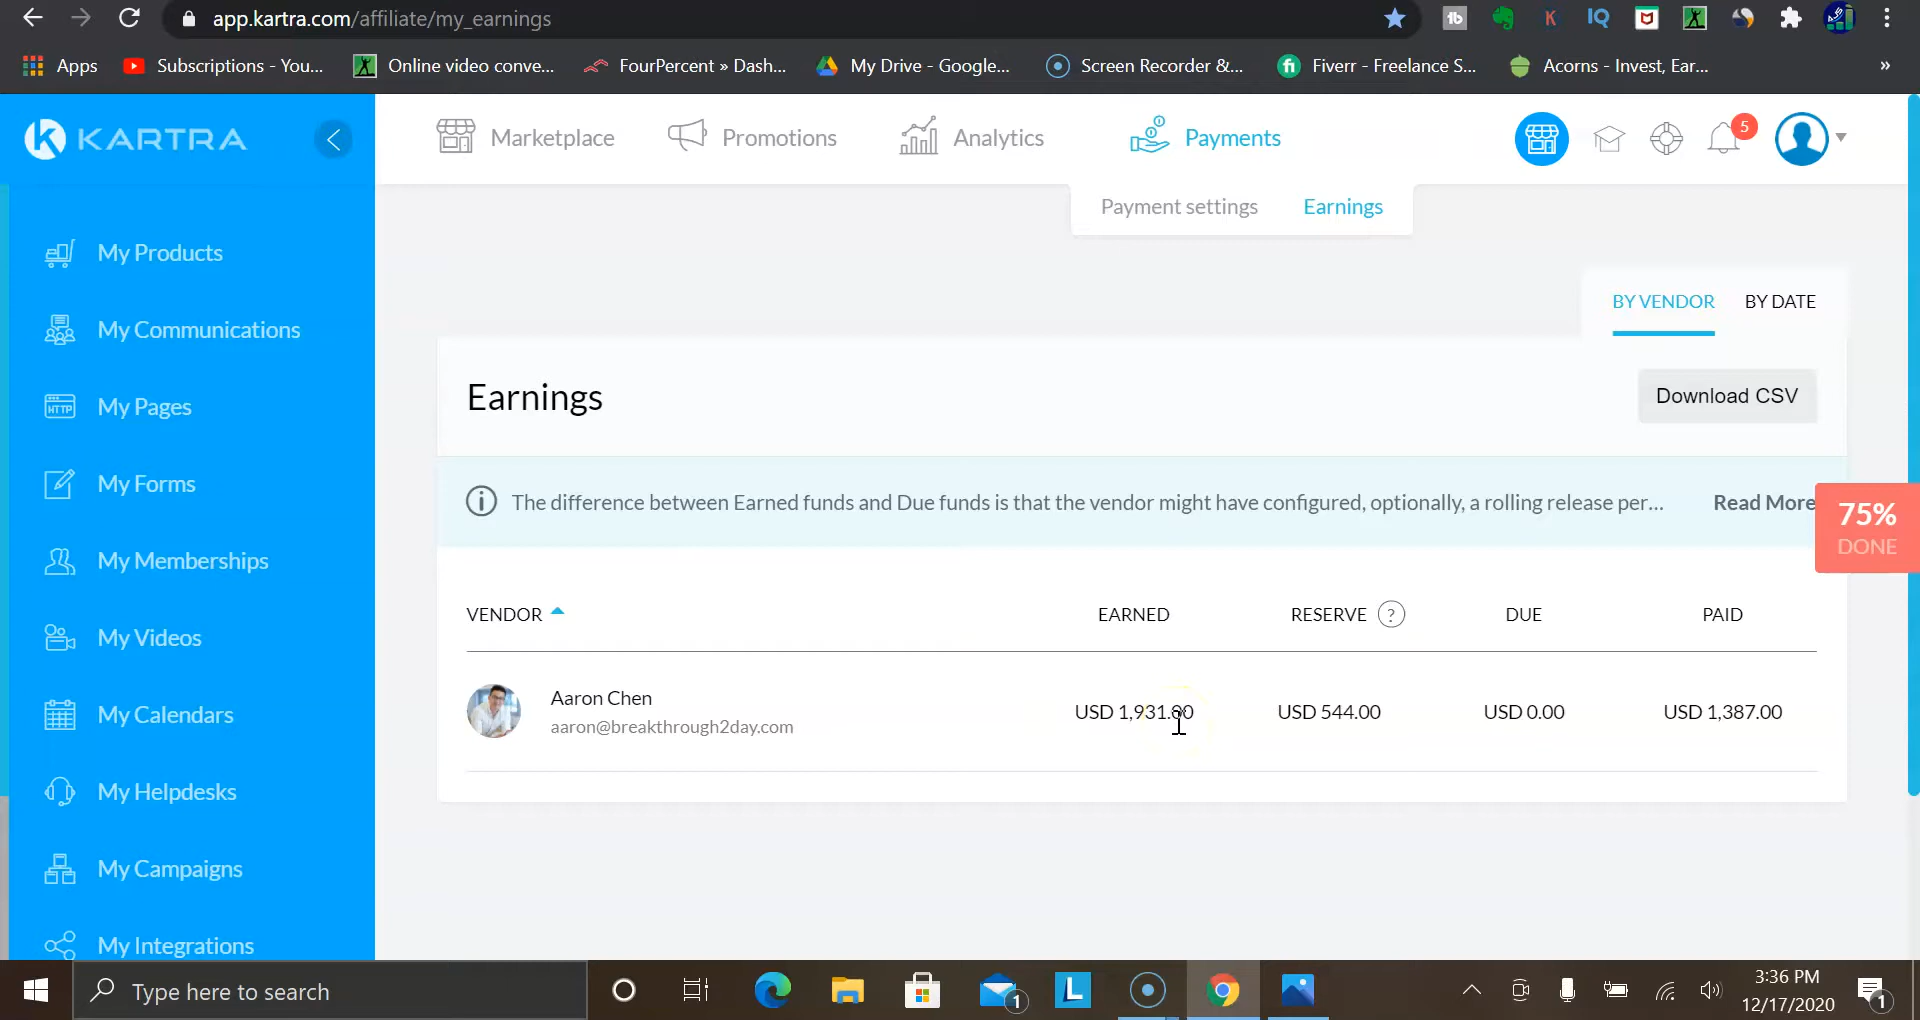 app.kartra.com/affiliate/my_earnings
Apps
Subscriptions - You...
Online video conve...
FourPercent » Dash...
My Drive - Google...
Screen Recorder &...
Fiverr - Freelance S...
Acorns - Invest, Ear...
»
KARTRA
Marketplace
Promotions
Analytics
Payments
5
Payment settings
Earnings
My Products
My Communications
My Pages
My Forms
My Memberships
My Videos
My Calendars
My Helpdesks
My Campaigns
My Integrations
BY VENDOR
BY DATE
Earnings
Download CSV
The difference between Earned funds and Due funds is that the vendor might have configured, optionally, a rolling release per...
Read More
75%
DONE
VENDOR
EARNED
RESERVE ?
DUE
PAID
Aaron Chen
aaron@breakthrough2day.com
USD 1,931.00
USD 544.00
USD 0.00
USD 1,387.00
Type here to search
1
L
3:36 PM
12/17/2020
1